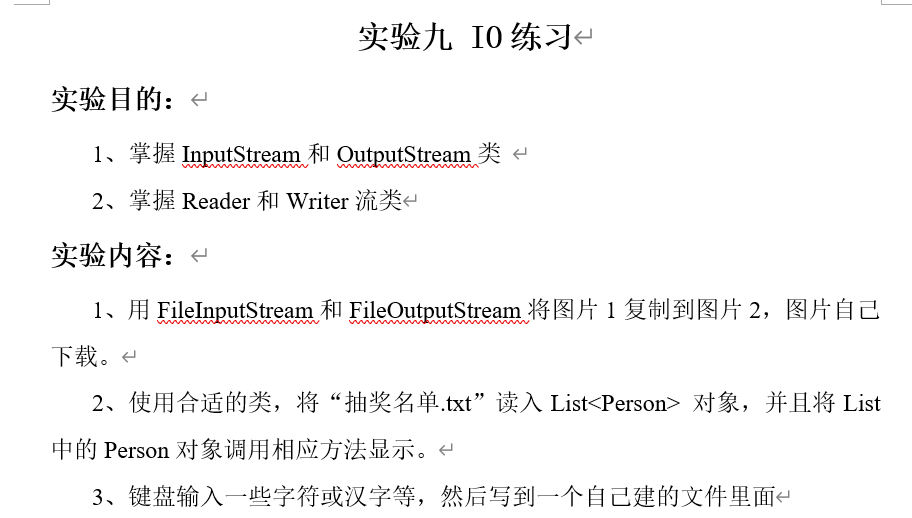 实验九 IO 练习
实验目的：
1、掌握 InputStream 和 OutputStream 类
2、掌握 Reader 和 Writer 流类
实验内容：
1、用 FileInputStream 和 FileOutputStream 将图片 1 复制到图片 2，图片自己
下载。
2、使用合适的类，将“抽奖名单.txt”读入 List<Person> 对象，并且将 List
中的 Person 对象调用相应方法显示。
3、键盘输入一些字符或汉字等，然后写到一个自己建的文件里面